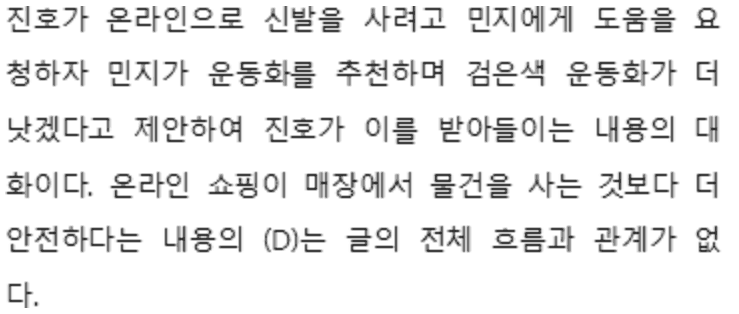 진호가 온라인으로 신발을 사려고 민지에게 도움을 요
청하자 민지가 운동화를 추천하며 검은색 운동화가 더
낫겠다고 제안하여 진호가 이를 받아들이는 내용의 대
화이다. 온라인 쇼핑이 매장에서 물건을 사는 것보다 더
안전하다는 내용의 (D)는 글의 전체 흐름과 관계가 없
다.